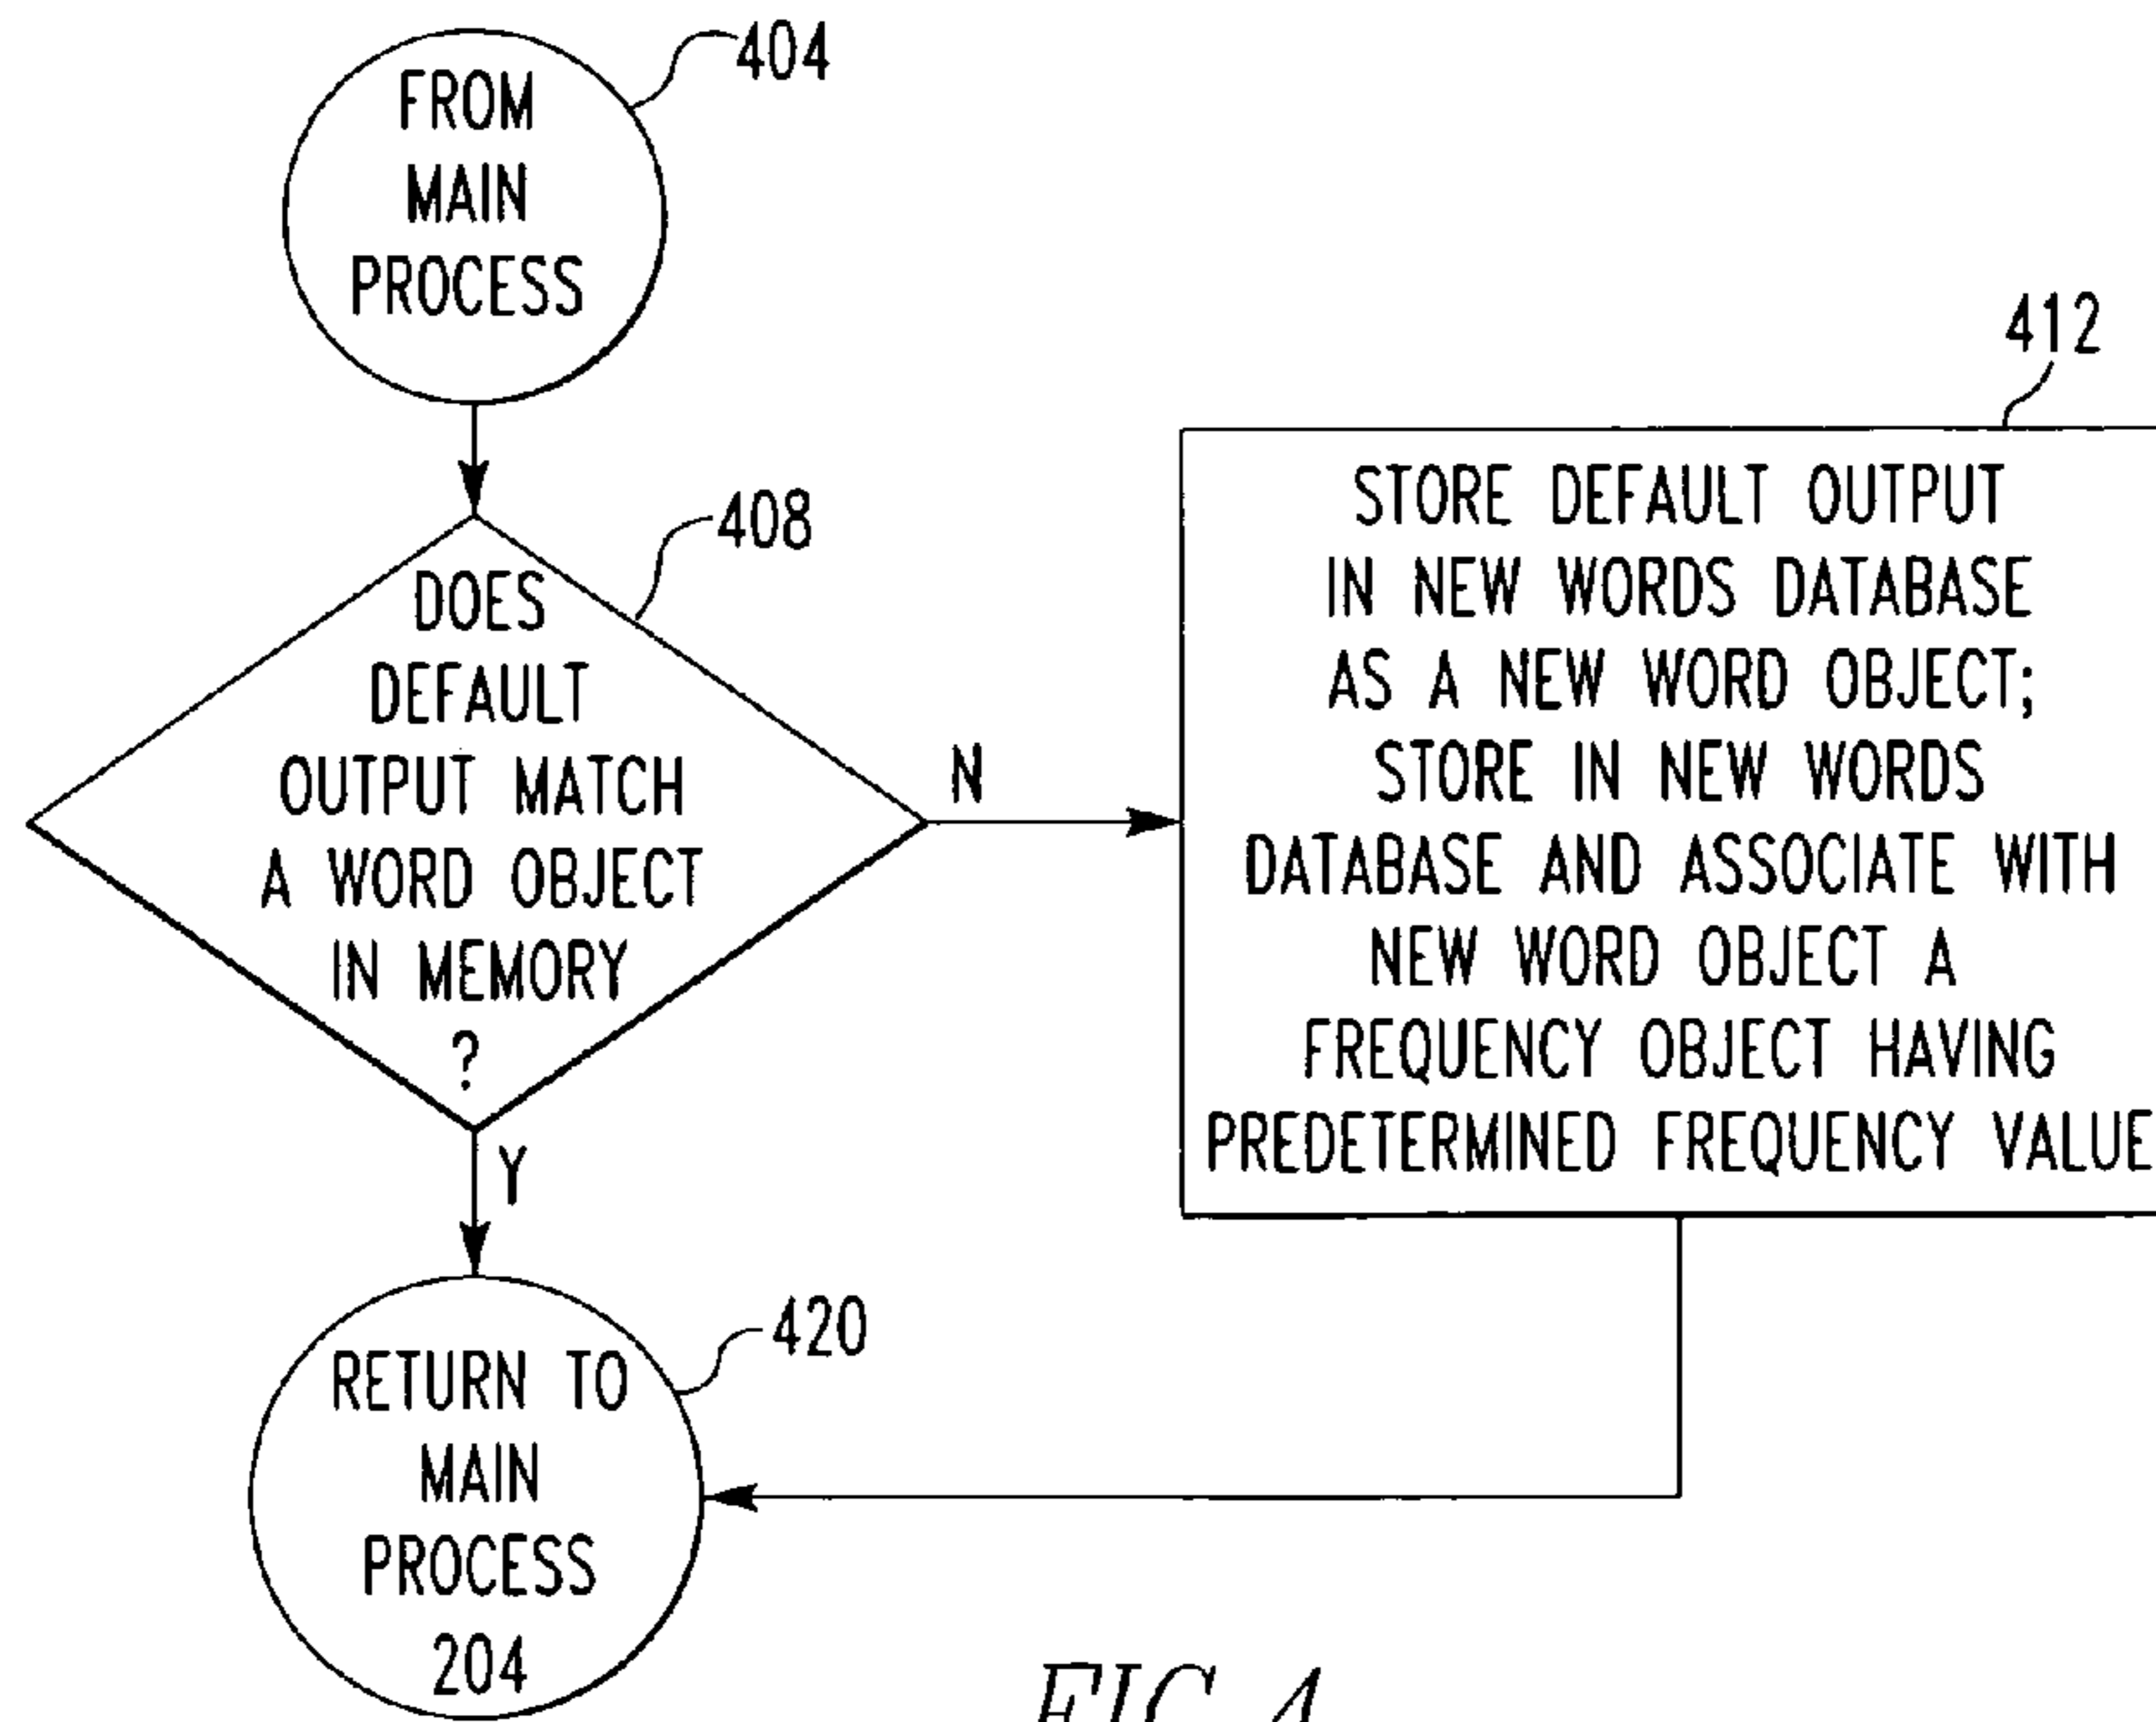 404
FROM
MAIN
PROCESS
408
DOES
DEFAULT
OUTPUT MATCH
A WORD OBJECT
IN MEMORY
?
N
Y
412
STORE DEFAULT OUTPUT
IN NEW WORDS DATABASE
AS A NEW WORD OBJECT;
STORE IN NEW WORDS
DATABASE AND ASSOCIATE WITH
NEW WORD OBJECT A
FREQUENCY OBJECT HAVING
PREDETERMINED FREQUENCY VALUE
420
RETURN TO
MAIN
PROCESS
204
FIG. 4